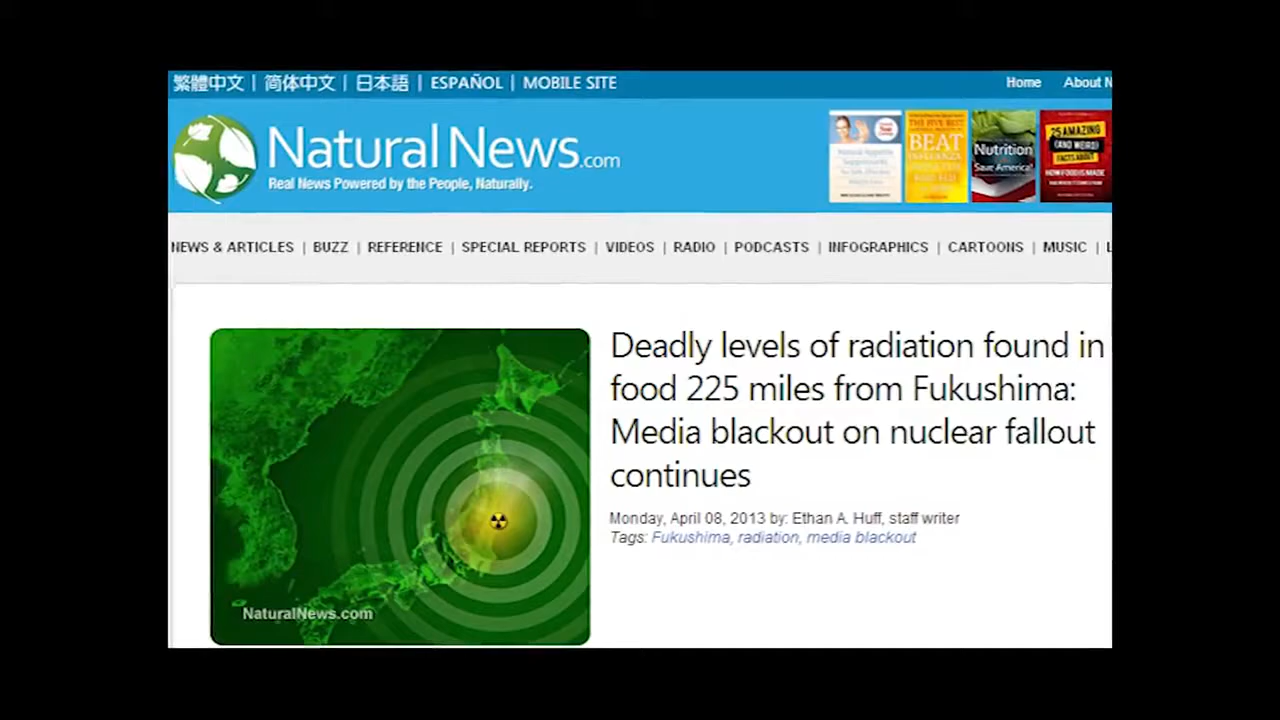 繁體中文 | 简体中文 | 日本語 | ESPAÑOL | MOBILE SITE
Home About N
NaturalNews.com
Real News Powered by the People, Naturally.
BEAT
Nutrition
Save America!
25 AMAZING
(AND WEIRD)
FACTS ABOUT
HOW FOOD IS MADE
NEWS & ARTICLES | BUZZ | REFERENCE | SPECIAL REPORTS | VIDEOS | RADIO | PODCASTS | INFOGRAPHICS | CARTOONS | MUSIC | L
Deadly levels of radiation found in
food 225 miles from Fukushima:
Media blackout on nuclear fallout
continues
Monday, April 08, 2013 by: Ethan A. Huff, staff writer
Tags: Fukushima, radiation, media blackout
NaturalNews.com